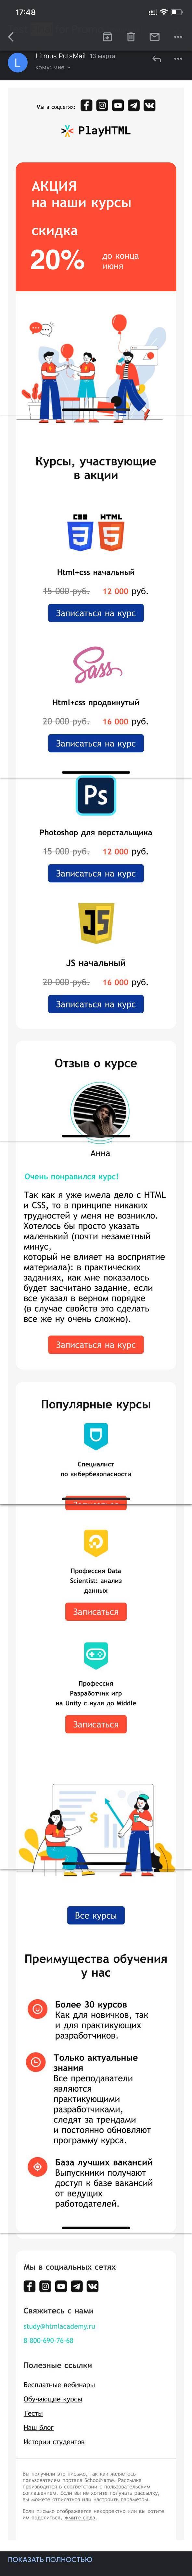 17:48
Litmus PutsMail 13 марта
L
кому: мне
Мы в соцсетях:
PlayHTML
АКЦИЯ
на наши курсы
скидка
20% до конца
июня
Курсы, участвующие
в акции
CSS HTML
3 5
Html+css начальный
15 000 руб. 12 000 руб.
Записаться на курс
Sass
Html+css продвинутый
20 000 руб. 16 000 руб.
Записаться на курс
Ps
Photoshop для верстальщика
15 000 руб. 12 000 руб.
Записаться на курс
JS
JS начальный
20 000 руб. 16 000 руб.
Записаться на курс
Отзыв о курсе
Анна
Очень понравился курс!
Так как я уже имела дело с HTML
и CSS, то в принципе никаких
трудностей у меня не возникло.
Хотелось бы просто указать
маленький (почти незаметный
минус,
который не влияет на восприятие
материала): в практических
заданиях, как мне показалось
будет засчитано задание, если
все указал в верном порядке
(в случае свойств это сделать
все же ну очень сложно).
Записаться на курс
Популярные курсы
Специалист
по кибербезопасности
Профессия Data
Scientist: анализ
данных
Записаться
Профессия
Разработчик игр
на Unity с нуля до Middle
Записаться
$
Все курсы
Преимущества обучения
у нас
Более 30 курсов
Как для новичков, так
и для практикующих
разработчиков.
Только актуальные
знания
Все преподаватели
являются
практикующими
разработчиками,
следят за трендами
и постоянно обновляют
программу курса.
База лучших вакансий
Выпускники получают
доступ к базе вакансий
от ведущих
работодателей.
Мы в социальных сетях
Свяжитесь с нами
study@htmlacademy.ru
8-800-690-76-68
Полезные ссылки
Бесплатные вебинары
Обучающие курсы
Тесты
Наш блог
Истории студентов
Вы получили это письмо, так как являетесь
пользователем портала SchoolName. Рассылка
производится в соответствии с пользовательским
соглашением. Если вы не хотите получать рассылку,
вы можете отписаться или настроить параметры.
Если письмо отображается некорректно или вы хотите
им поделиться, жмите сюда.
ПОКАЗАТЬ ПОЛНОСТЬЮ